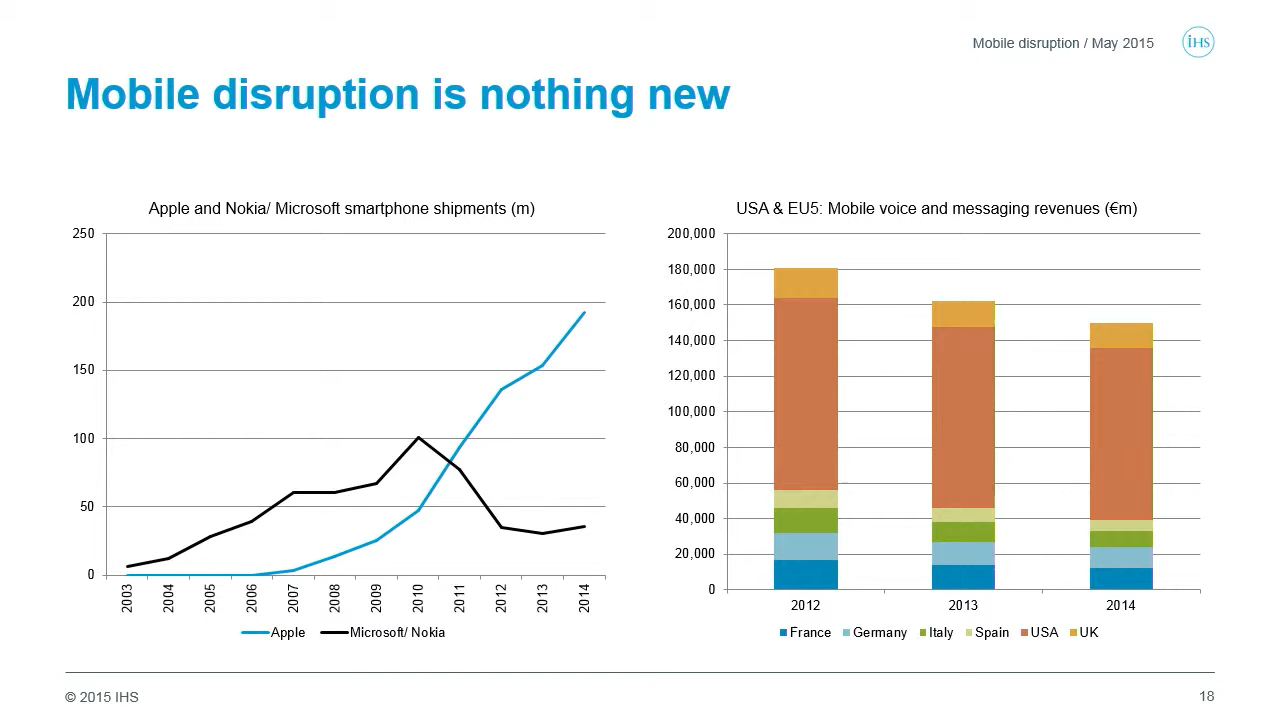 Mobile disruption / May 2015
IHS
Mobile disruption is nothing new
Apple and Nokia/ Microsoft smartphone shipments (m)
250
200
150
100
50
0
2003 2004 2005 2006 2007 2008 2009 2010 2011 2012 2013 2014
Apple Microsoft/ Nokia
USA & EU5: Mobile voice and messaging revenues (€m)
200,000
180,000
160,000
140,000
120,000
100,000
80,000
60,000
40,000
20,000
0
2012 2013 2014
France Germany Italy Spain USA UK
© 2015 IHS
18